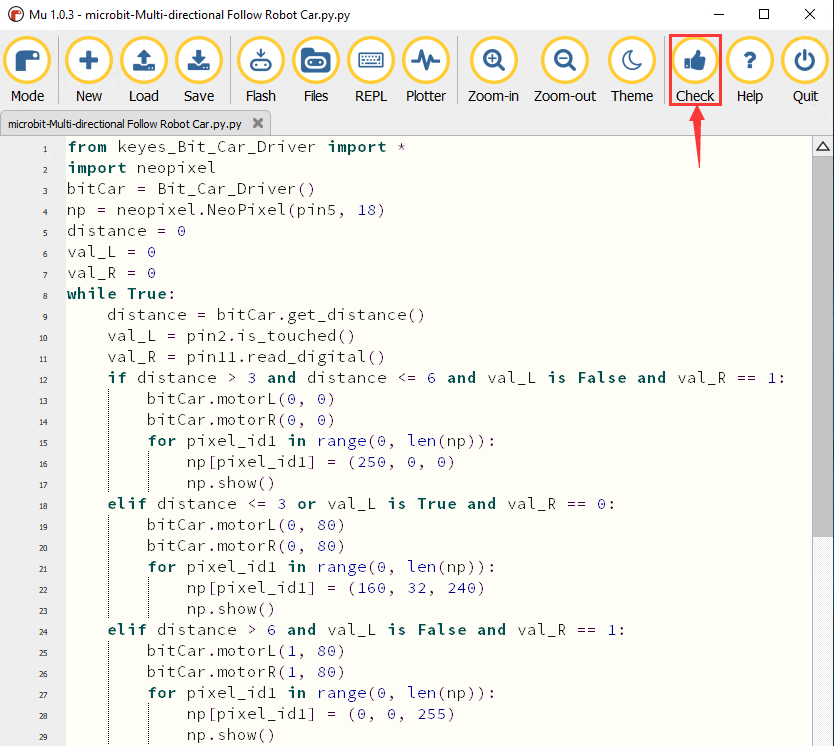 Mu 1.0.3 - microbit-Multi-directional Follow Robot Car.py.py
Mode New Load Save Flash Files REPL Plotter Zoom-in Zoom-out Theme Check Help Quit
microbit-Multi-directional Follow Robot Car.py.py
1 from keyes_Bit_Car_Driver import *
2 import neopixel
3 bitCar = Bit_Car_Driver()
4 np = neopixel.NeoPixel(pin5, 18)
5 distance = 0
6 val_L = 0
7 val_R = 0
8 while True:
9     distance = bitCar.get_distance()
10     val_L = pin2.is_touched()
11     val_R = pin11.read_digital()
12     if distance > 3 and distance <= 6 and val_L is False and val_R == 1:
13         bitCar.motorL(0, 0)
14         bitCar.motorR(0, 0)
15         for pixel_id1 in range(0, len(np)):
16             np[pixel_id1] = (250, 0, 0)
17             np.show()
18     elif distance <= 3 or val_L is True and val_R == 0:
19         bitCar.motorL(0, 80)
20         bitCar.motorR(0, 80)
21         for pixel_id1 in range(0, len(np)):
22             np[pixel_id1] = (160, 32, 240)
23             np.show()
24     elif distance > 6 and val_L is False and val_R == 1:
25         bitCar.motorL(1, 80)
26         bitCar.motorR(1, 80)
27         for pixel_id1 in range(0, len(np)):
28             np[pixel_id1] = (0, 0, 255)
29             np.show()